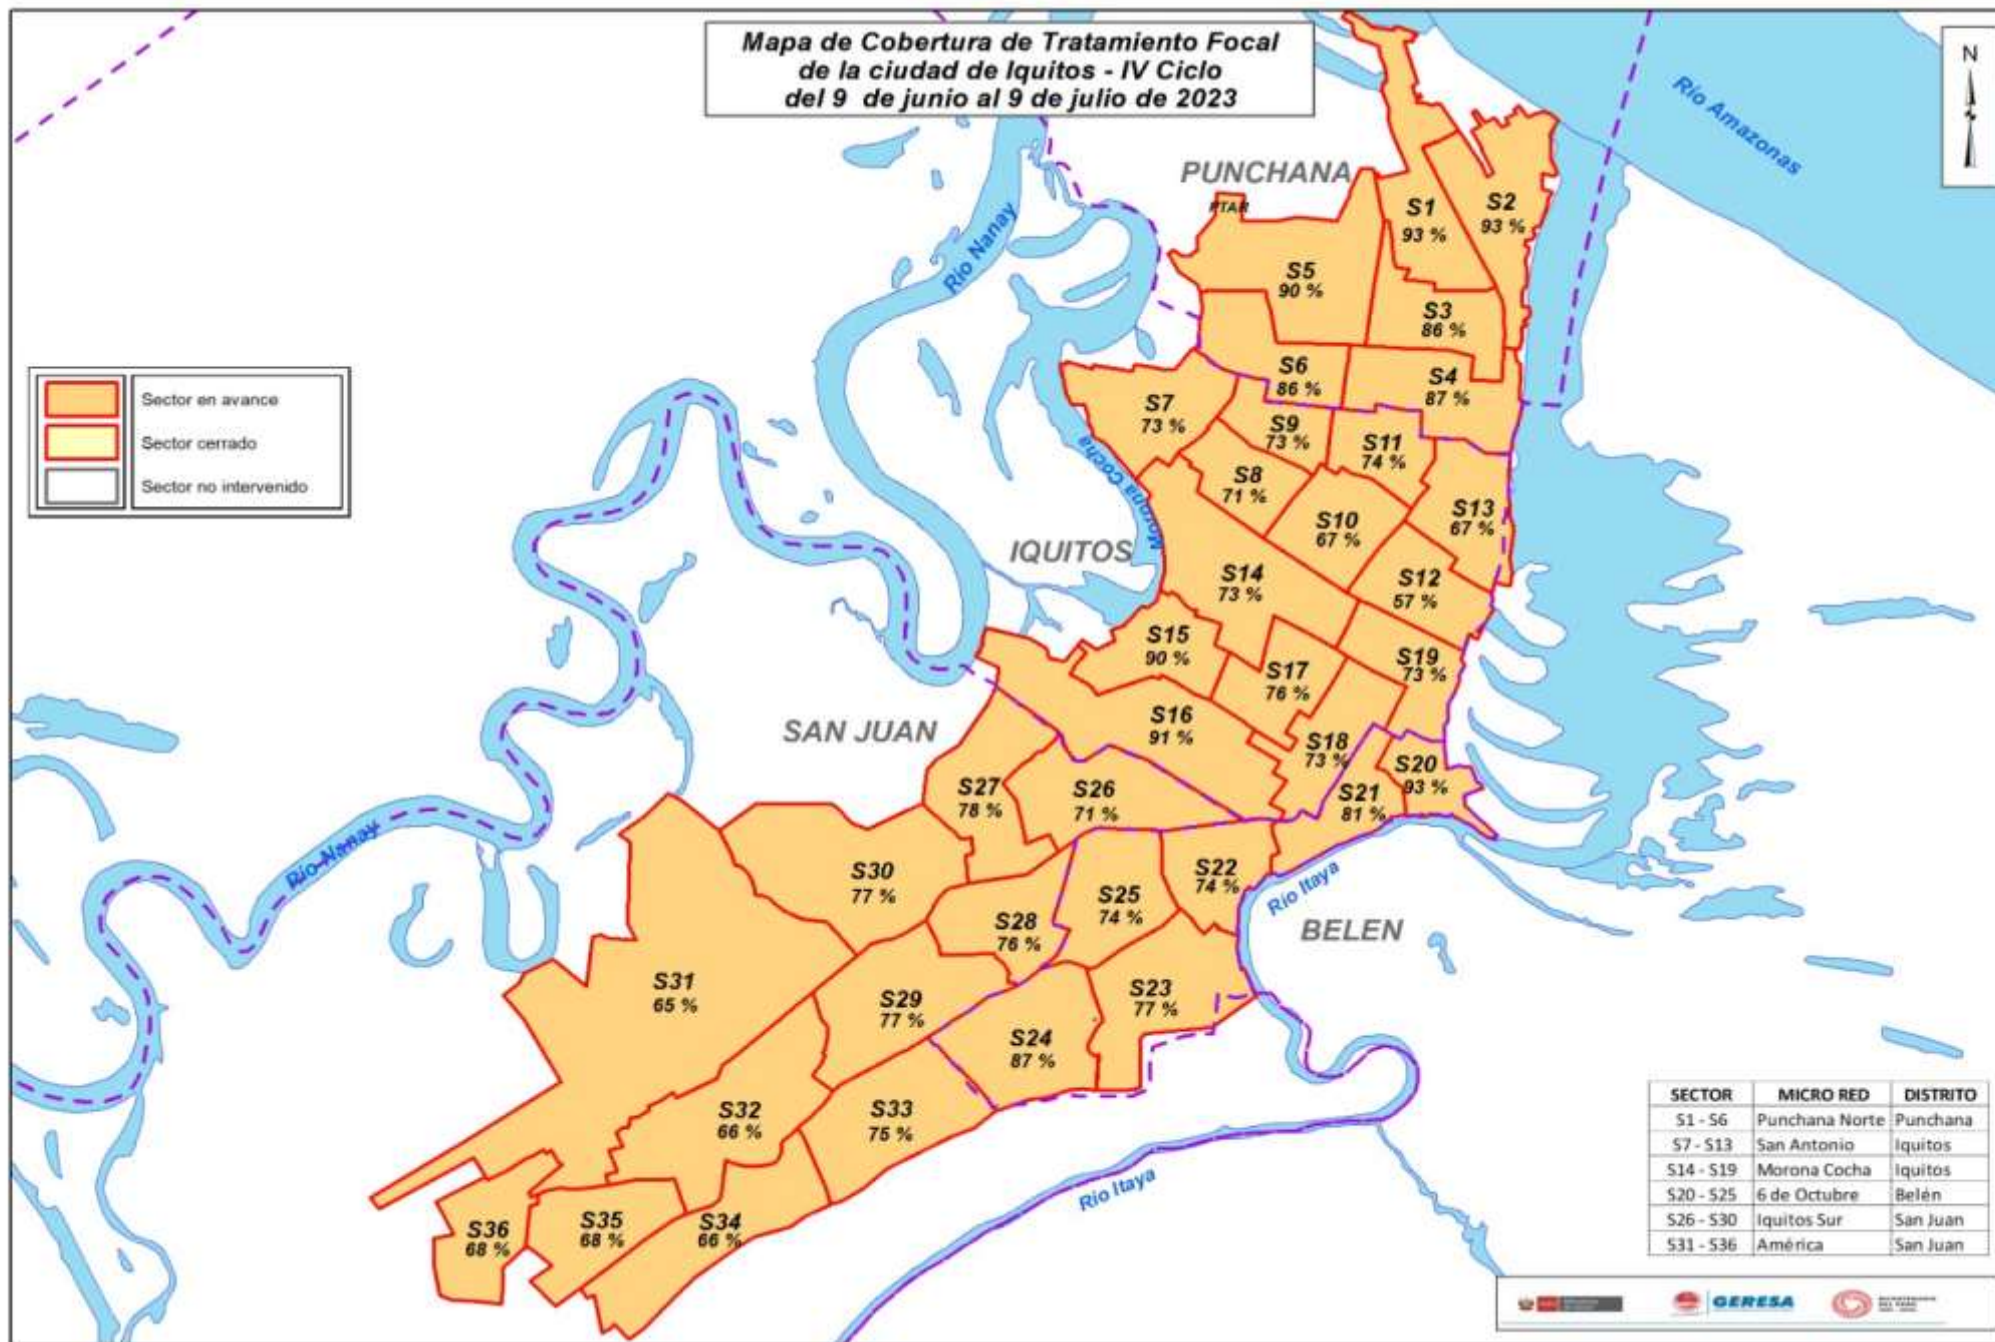 Mapa de Cobertura de Tratamiento Focal
de la ciudad de Iquitos - IV Ciclo
del 9 de junio al 9 de julio de 2023
N
Río Amazonas
PUNCHANA
PTAR
S1
93 %
S2
93 %
Río Nanay
S5
90 %
S3
86 %
S6
86 %
S4
87 %
Sector en avance
Sector cerrado
Sector no intervenido
S7
73 %
S9
73 %
S11
74 %
Morona Cocha
S8
71 %
S10
67 %
S13
67 %
IQUITOS
S14
73 %
S12
57 %
S15
90 %
S17
76 %
S19
73 %
SAN JUAN
S16
91 %
S18
73 %
S20
93 %
S27
78 %
S26
71 %
S21
81 %
Río Nanay
S30
77 %
S22
74 %
Río Itaya
S25
74 %
S28
76 %
BELEN
S31
65 %
S29
77 %
S23
77 %
S24
87 %
S32
66 %
S33
75 %
Río Itaya
S36
68 %
S35
68 %
S34
66 %
SECTOR MICRO RED DISTRITO
S1 - S6 Punchana Norte Punchana
S7 - S13 San Antonio Iquitos
S14 - S19 Morona Cocha Iquitos
S20 - S25 6 de Octubre Belén
S26 - S30 Iquitos Sur San Juan
S31 - S36 América San Juan
GERESA